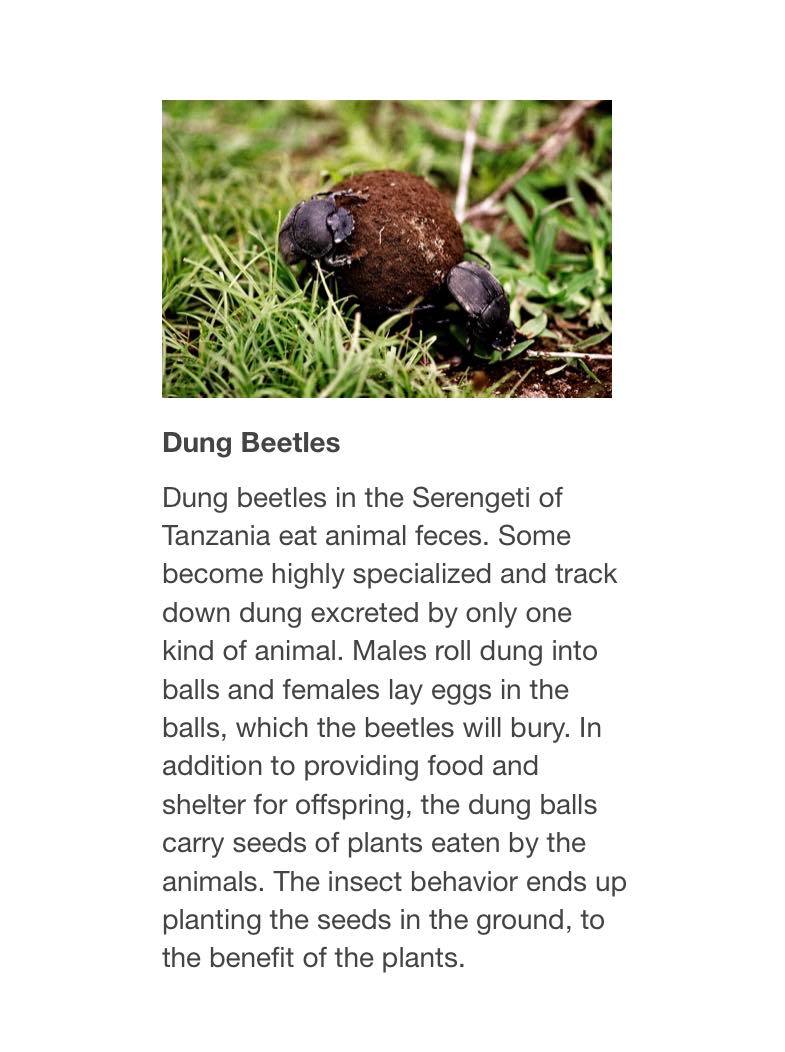 Dung Beetles
Dung beetles in the Serengeti of
Tanzania eat animal feces. Some
become highly specialized and track
down dung excreted by only one
kind of animal. Males roll dung into
balls and females lay eggs in the
balls, which the beetles will bury. In
addition to providing food and
shelter for offspring, the dung balls
carry seeds of plants eaten by the
animals. The insect behavior ends up
planting the seeds in the ground, to
the benefit of the plants.